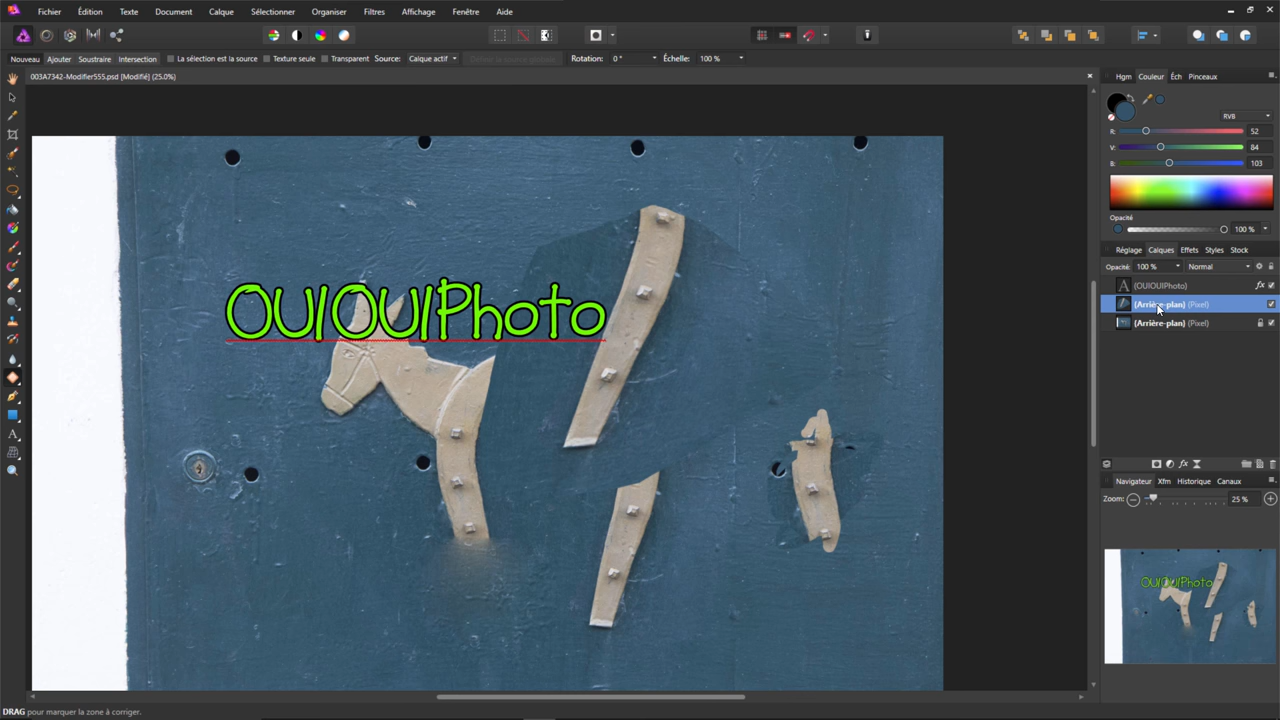 Fichier Édition Texte Document Calque Sélectionner Organiser Filtres Affichage Fenêtre Aide
Nouveau Ajouter Soustraire Intersection La sélection est la source Texture seule Transparent Source: Calque actif Rotation: 0 ° Échelle: 100 %
003A7342-Modifier555.psd [Modifié] (25.0%)
Hgm Couleur Éch Pinceaux
RVB
R: 52
V: 84
B: 103
Opacité
100 %
Réglage Calques Effets Styles Stock
Opacité: 100 % Normal
A (OUIOUIPhoto) fx
(Arrière-plan) (Pixel)
(Arrière-plan) (Pixel)
OUIOUIPhoto
fx
Navigateur Xfm Historique Canaux
Zoom: 25 %
OUIOUIPhoto
DRAG pour marquer la zone à corriger.